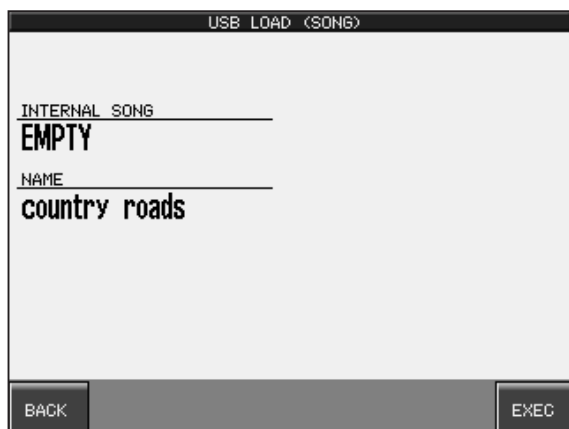 USB LOAD (SONG)
INTERNAL SONG
EMPTY
NAME
country roads
BACK
EXEC